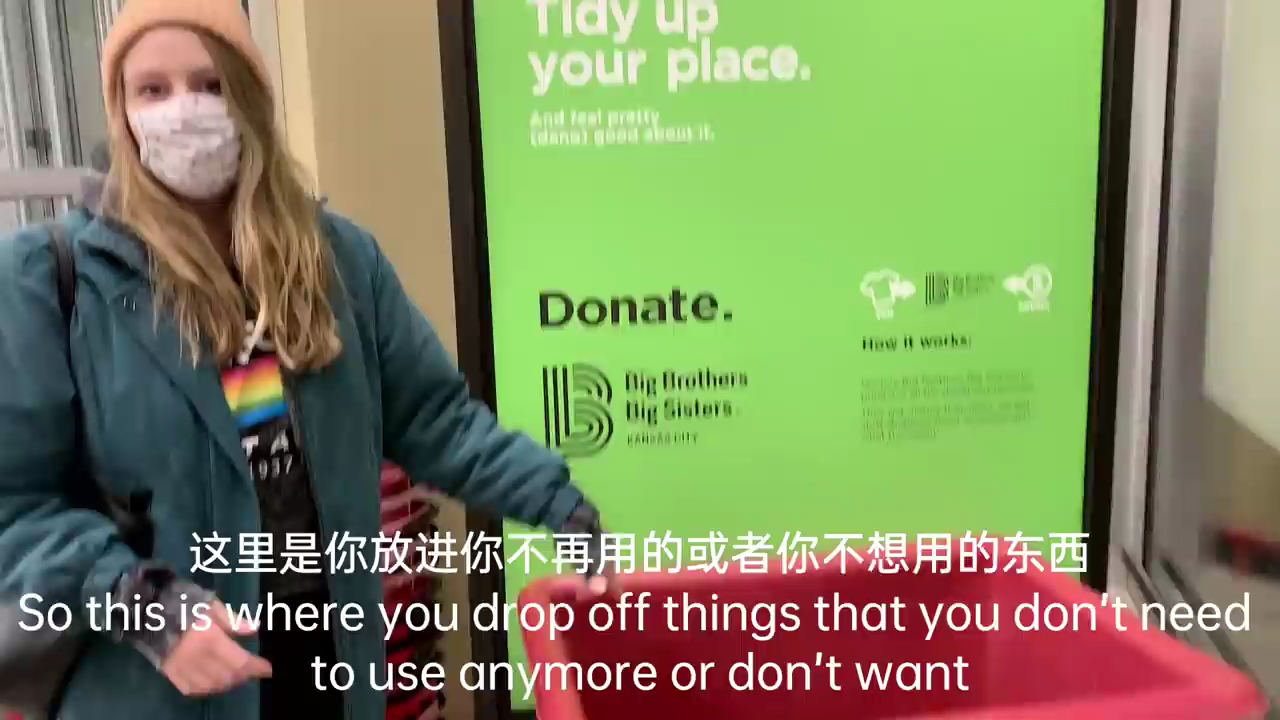 Tidy up
your place.
And feel pretty
(dang) good about it.
Donate.
Big Brothers
Big Sisters.
KANSAS CITY
How it works:
T A
1937
这里是你放进你不再用的或者你不想用的东西
So this is where you drop off things that you don't need
to use anymore or don't want